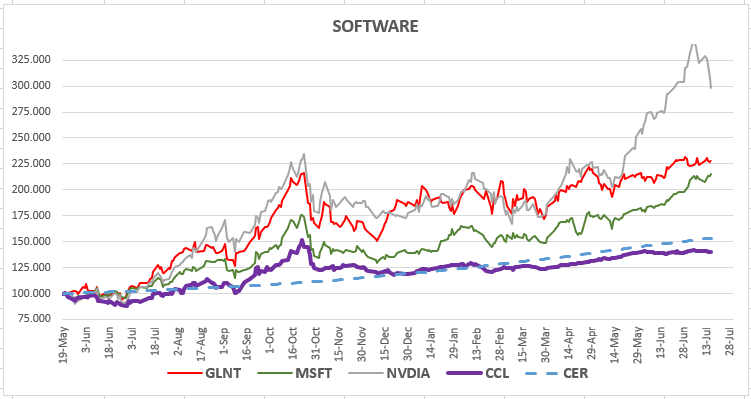 SOFTWARE
325.000
300.000
275.000
250.000
225.000
200.000
175.000
150.000
125.000
100.000
75.000
19-May
3-Jun
18-Jun
3-Jul
18-Jul
2-Aug
17-Aug
1-Sep
16-Sep
1-Oct
16-Oct
31-Oct
15-Nov
30-Nov
15-Dec
30-Dec
14-Jan
29-Jan
13-Feb
28-Feb
15-Mar
30-Mar
14-Apr
29-Apr
14-May
29-May
13-Jun
28-Jun
13-Jul
28-Jul
GLNT MSFT NVDIA CCL CER